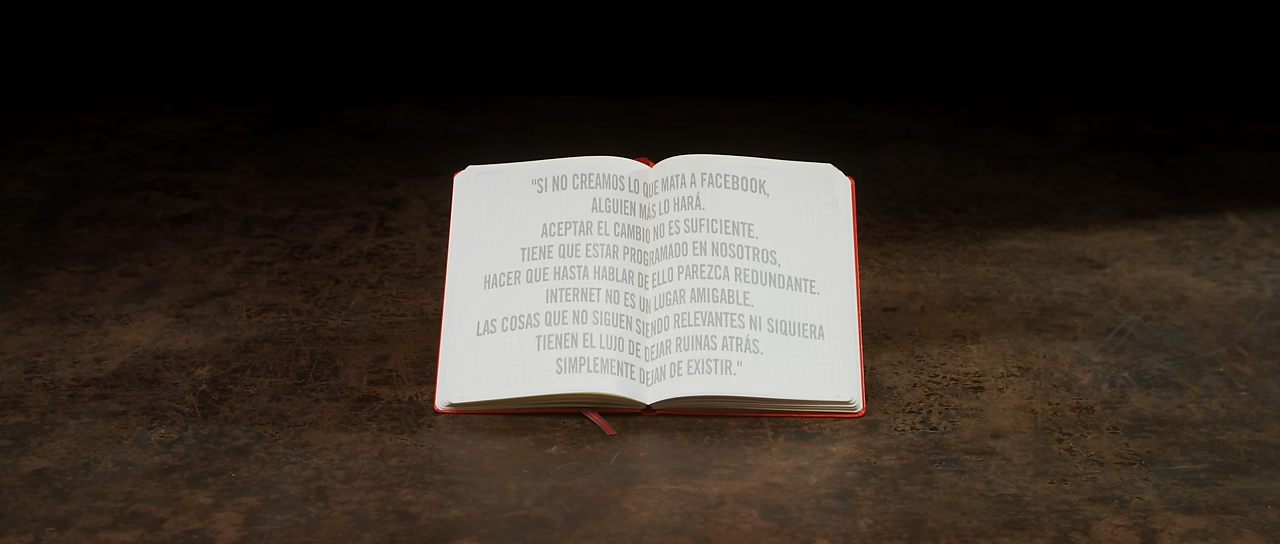 "SI NO CREAMOS LO QUE MATA A FACEBOOK,
ALGUIEN MÁS LO HARÁ.
ACEPTAR EL CAMBIO NO ES SUFICIENTE.
TIENE QUE ESTAR PROGRAMADO EN NOSOTROS,
HACER QUE HASTA HABLAR DE ELLO PAREZCA REDUNDANTE.
INTERNET NO ES UN LUGAR AMIGABLE.
LAS COSAS QUE NO SIGUEN SIENDO RELEVANTES NI SIQUIERA
TIENEN EL LUJO DE DEJAR RUINAS ATRÁS.
SIMPLEMENTE DEJAN DE EXISTIR."